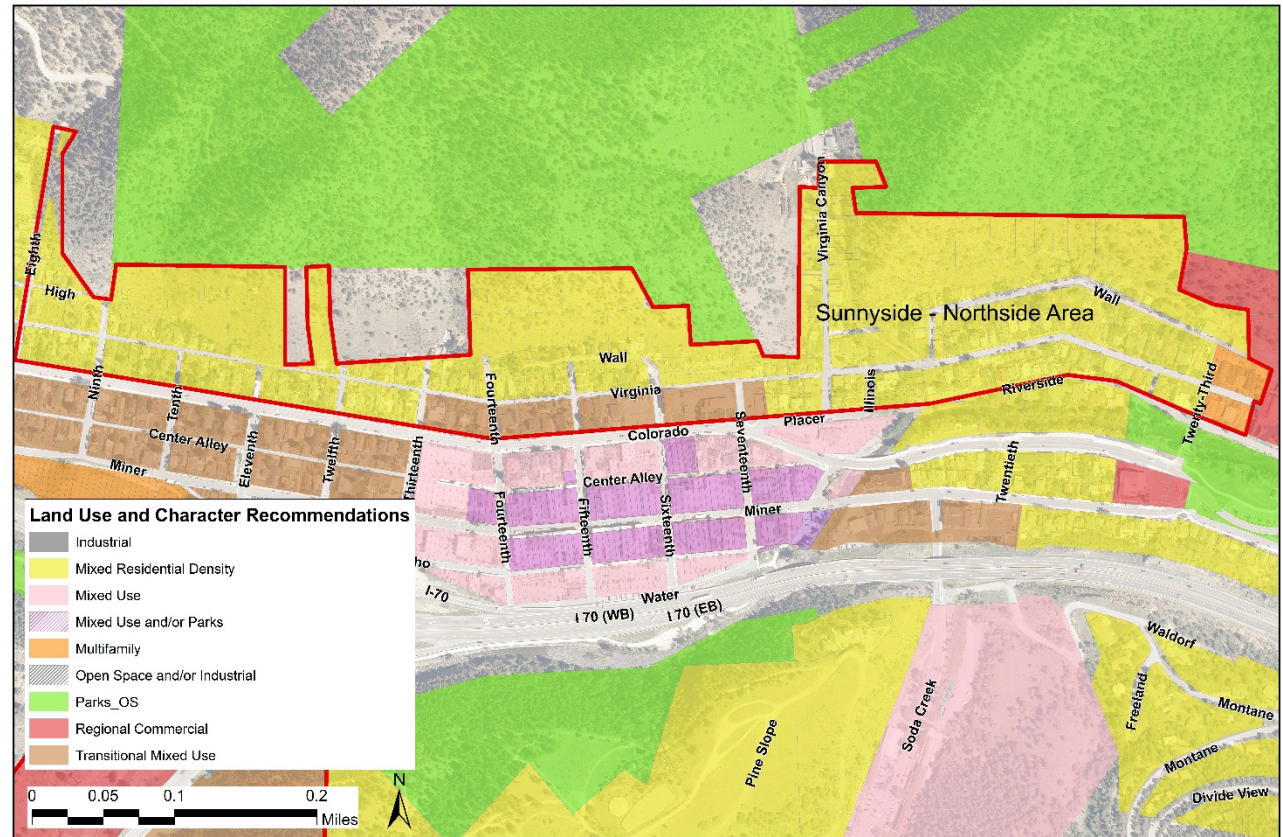 Virginia Canyon
Eighth
High
Sunnyside - Northside Area
Wall
Wall
Virginia
Illinois
Riverside
Twenty-Third
Ninth
Tenth
Center Alley
Eleventh
Twelfth
Thirteenth
Fourteenth
Colorado
Placer
Seventeenth
Miner
Center Alley
Fourteenth
Fifteenth
Sixteenth
Miner
Twentieth
ho
I-70
Water
I 70 (WB)
I 70 (EB)
Waldorf
Freeland
Montane
Montane
Divide View
Soda Creek
Pine Slope
Land Use and Character Recommendations
Industrial
Mixed Residential Density
Mixed Use
Mixed Use and/or Parks
Multifamily
Open Space and/or Industrial
Parks_OS
Regional Commercial
Transitional Mixed Use
N
0 0.05 0.1 0.2
Miles